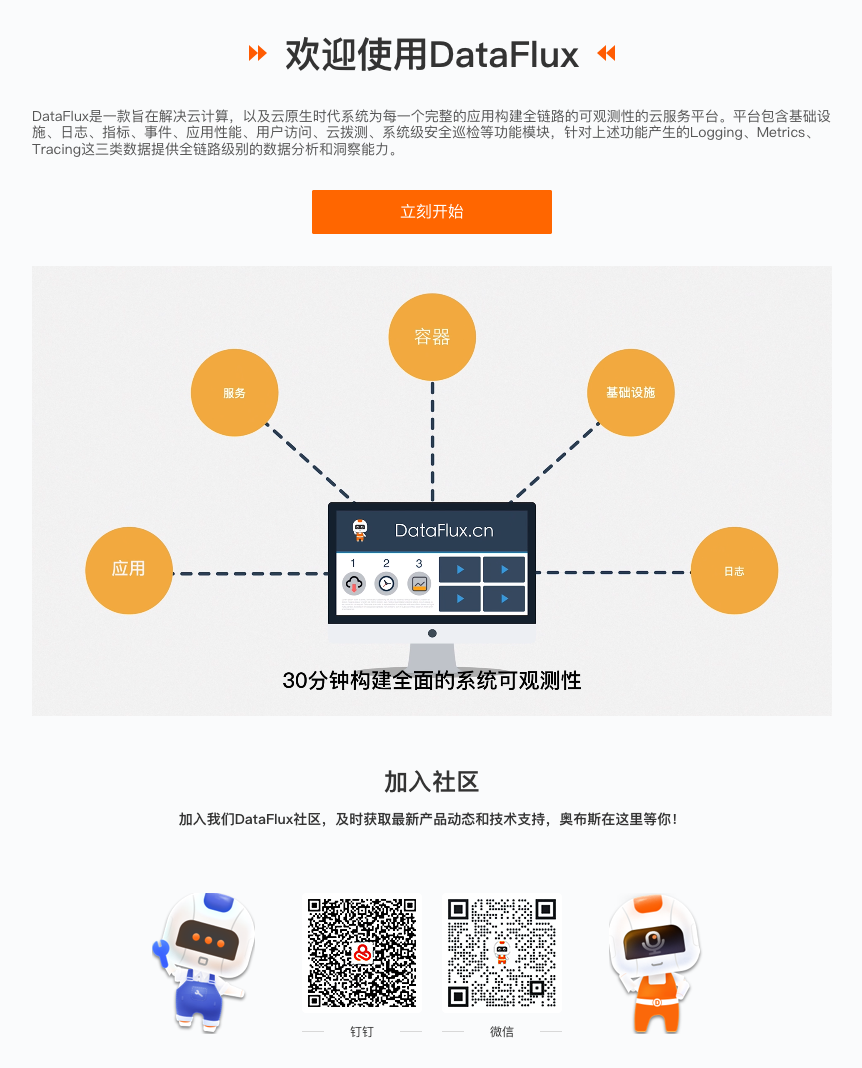 欢迎使用DataFlux
DataFlux是一款旨在解决云计算，以及云原生时代系统为每一个完整的应用构建全链路的可观测性的云服务平台。平台包含基础设
施、日志、指标、事件、应用性能、用户访问、云拨测、系统级安全巡检等功能模块，针对上述功能产生的Logging、Metrics、
Tracing这三类数据提供全链路级别的数据分析和洞察能力。
立刻开始
容器
服务
基础设施
DataFlux.cn
1 2 3
应用
日志
30分钟构建全面的系统可观测性
加入社区
加入我们DataFlux社区，及时获取最新产品动态和技术支持，奥布斯在这里等你！
钉钉
微信